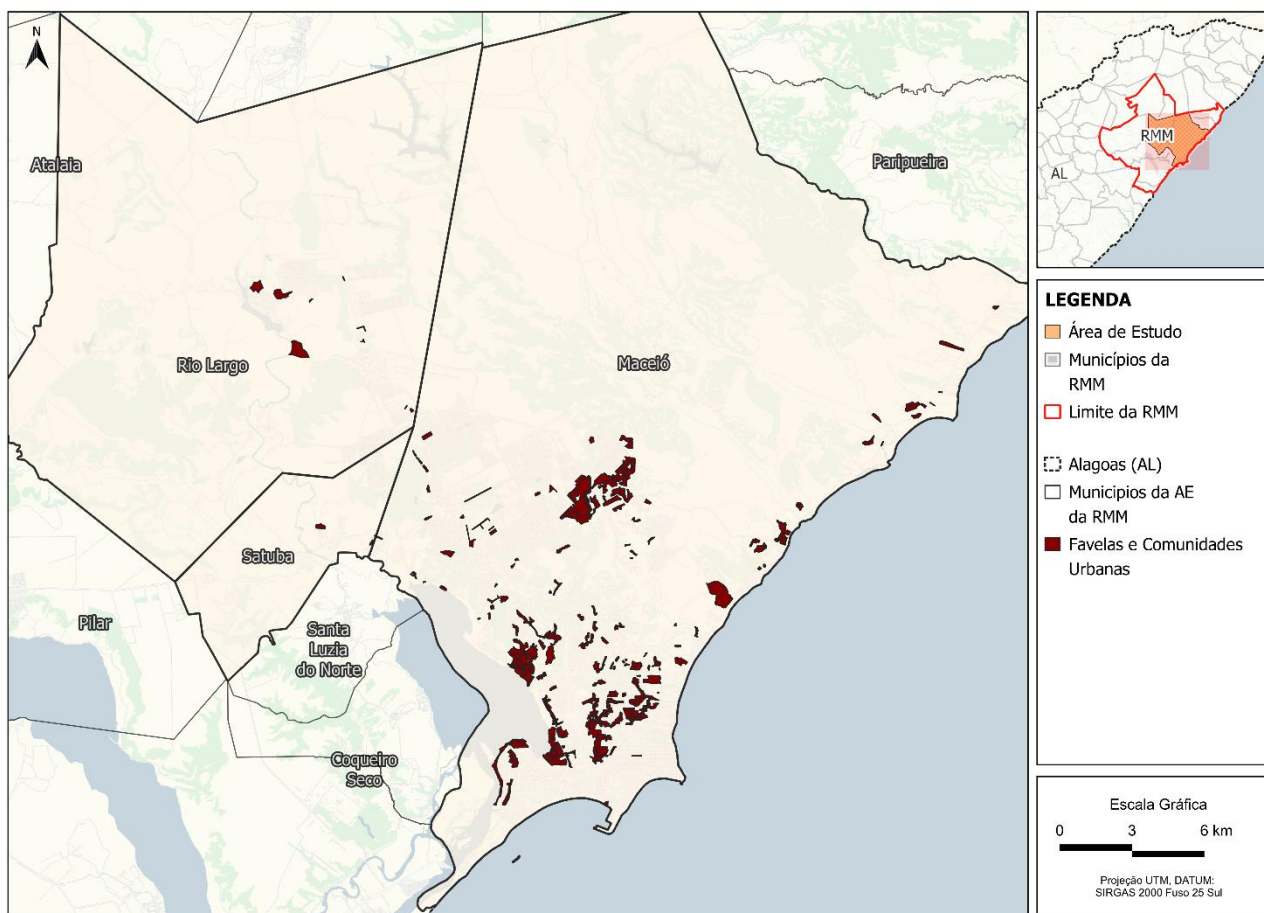 N
Atalaia
Paripueira
Rio Largo
Maceió
Satuba
Pilar
Santa
Luzia
do Norte
Coqueiro
Seco
RMM
AL
LEGENDA
Área de Estudo
Municípios da
RMM
Limite da RMM
Alagoas (AL)
Municipios da AE
da RMM
Favelas e Comunidades
Urbanas
Escala Gráfica
0 3 6 km
Projeção UTM, DATUM:
SIRGAS 2000 Fuso 25 Sul